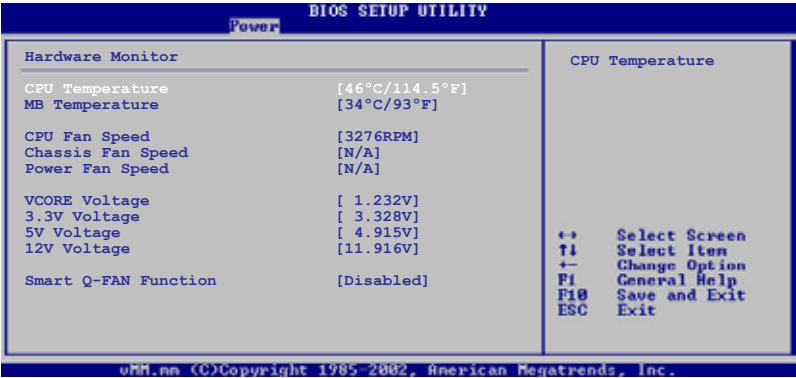 BIOS SETUP UTILITY
Power
Hardware Monitor
CPU Temperature [46°C/114.5°F]
MB Temperature [34°C/93°F]
CPU Fan Speed [3276RPM]
Chassis Fan Speed [N/A]
Power Fan Speed [N/A]
VCORE Voltage [ 1.232V]
3.3V Voltage [ 3.328V]
5V Voltage [ 4.915V]
12V Voltage [11.916V]
Smart Q-FAN Function [Disabled]
CPU Temperature
←→ Select Screen
↑↓ Select Item
+- Change Option
F1 General Help
F10 Save and Exit
ESC Exit
vMM.mm (C)Copyright 1985-2002, American Megatrends, Inc.